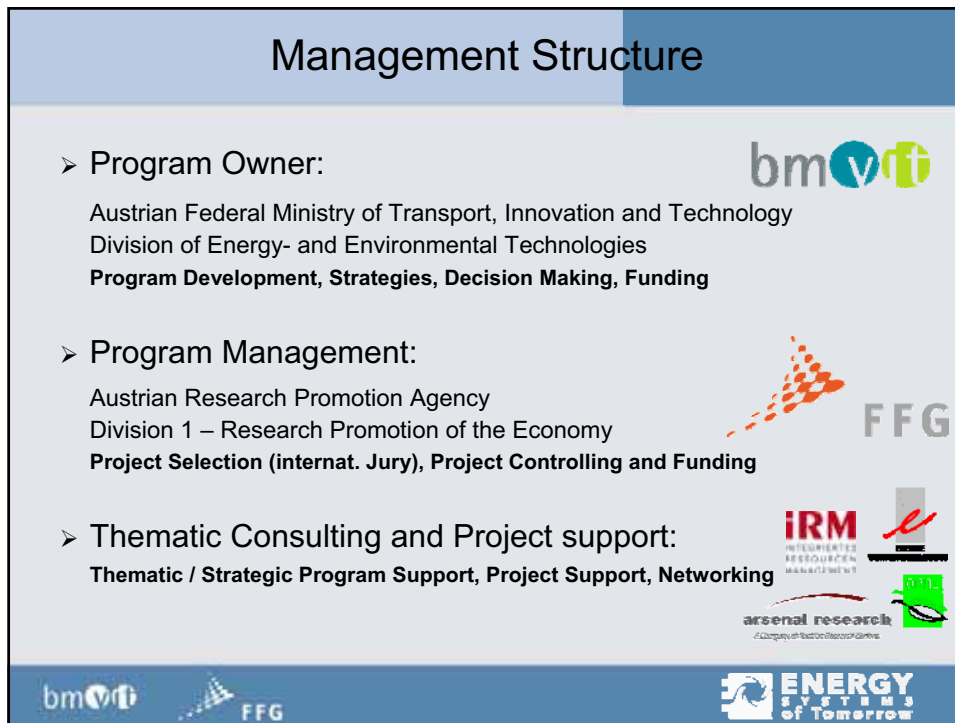 Management Structure
➢ Program Owner:
bmvit
Austrian Federal Ministry of Transport, Innovation and Technology
Division of Energy- and Environmental Technologies
Program Development, Strategies, Decision Making, Funding
➢ Program Management:
Austrian Research Promotion Agency
Division 1 – Research Promotion of the Economy
FFG
Project Selection (internat. Jury), Project Controlling and Funding
➢ Thematic Consulting and Project support:
iRM
INTEGRIERTES
RESSOURCEN
MANAGEMENT
Thematic / Strategic Program Support, Project Support, Networking
arsenal research
bmvit
FFG
ENERGY
SYSTEMS
of Tomorrow